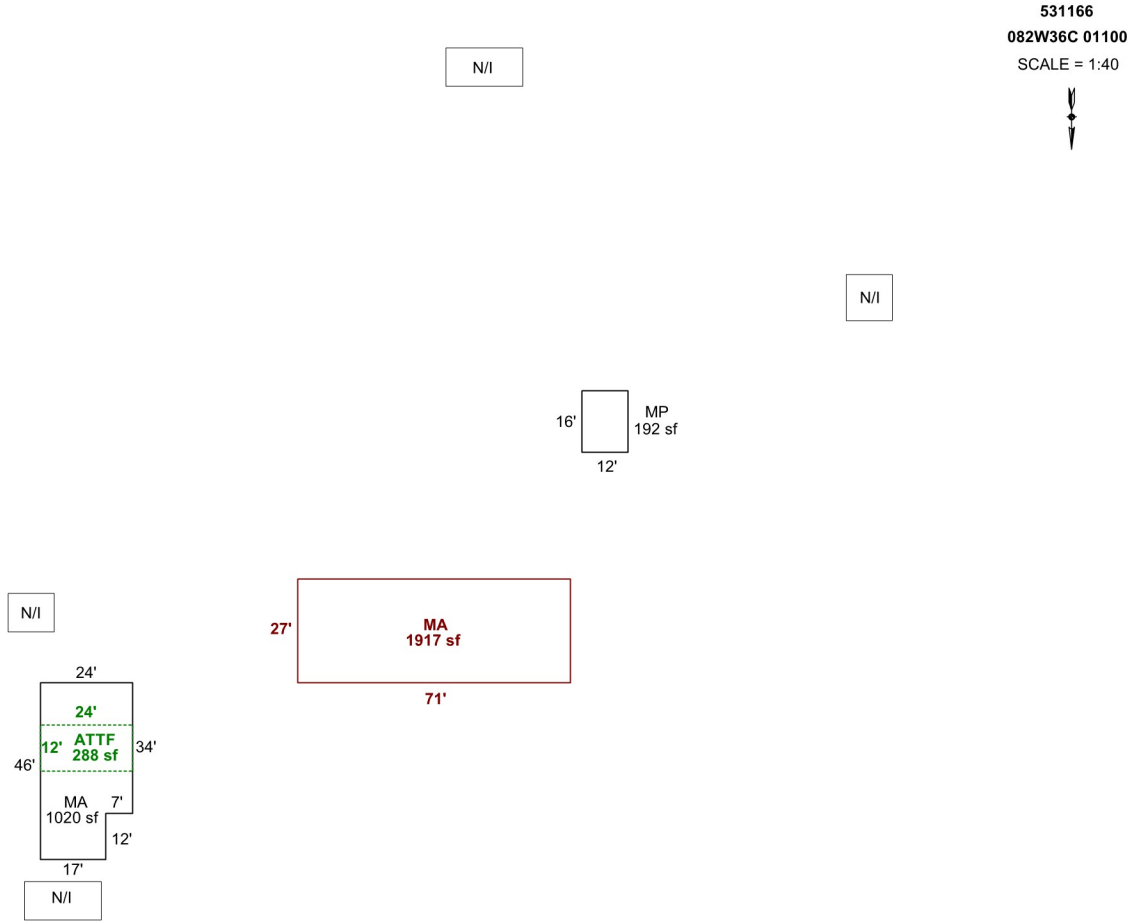 531166
082W36C 01100
SCALE = 1:40
N/I
N/I
16'
MP
192 sf
12'
N/I
27'
MA
1917 sf
71'
24'
24'
12'
ATTF
288 sf
34'
46'
MA
7'
1020 sf
12'
17'
N/I